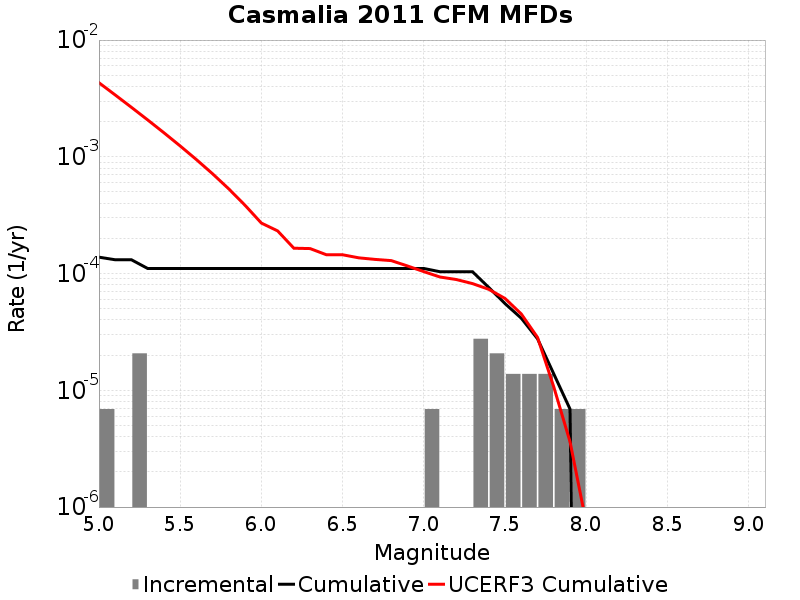 Casmalia 2011 CFM MFDs
Rate (1/yr)
10^-2
10^-3
10^-4
10^-5
10^-6
5.0 5.5 6.0 6.5 7.0 7.5 8.0 8.5 9.0
Magnitude
Incremental Cumulative UCERF3 Cumulative